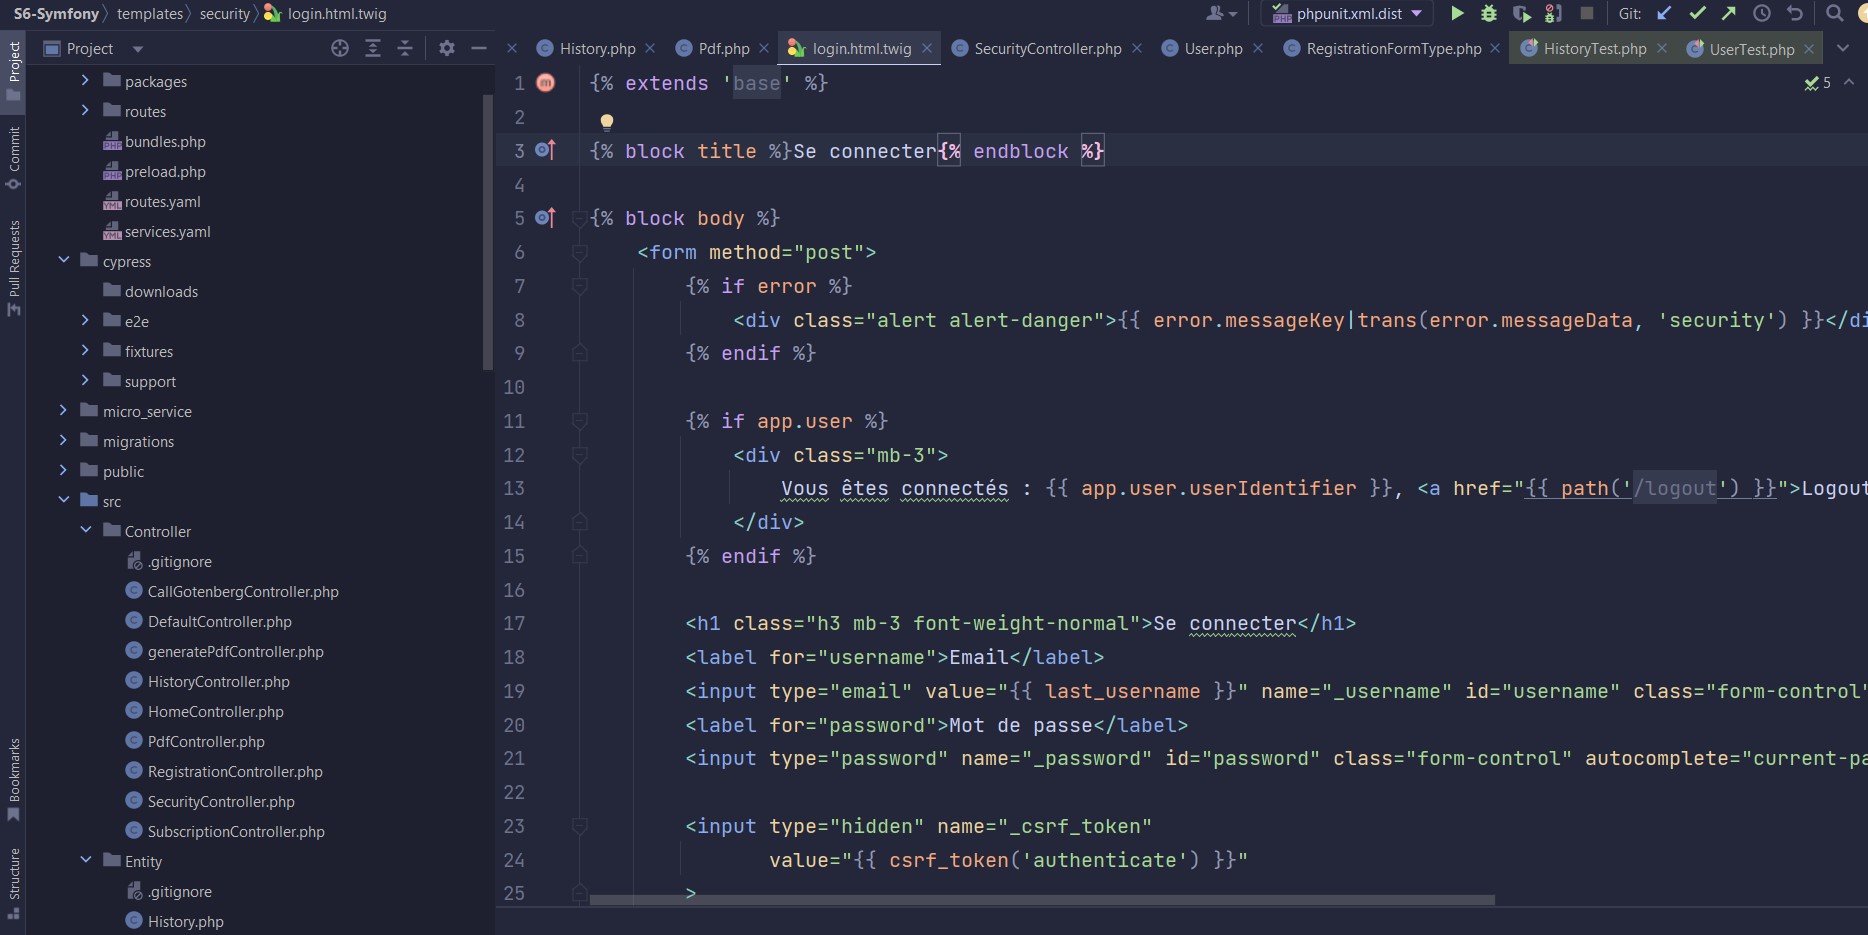 S6-Symfony templates security login.html.twig phpunit.xml.dist Git:
Project
History.php Pdf.php login.html.twig SecurityController.php User.php RegistrationFormType.php HistoryTest.php UserTest.php
Project
Commit
Pull Requests
Bookmarks
Structure
packages
routes
bundles.php
preload.php
routes.yaml
services.yaml
cypress
downloads
e2e
fixtures
support
micro_service
migrations
public
src
Controller
.gitignore
CallGotenbergController.php
DefaultController.php
generatePdfController.php
HistoryController.php
HomeController.php
PdfController.php
RegistrationController.php
SecurityController.php
SubscriptionController.php
Entity
.gitignore
History.php
5
1 {% extends 'base' %}
2
3 {% block title %}Se connecter{% endblock %}
4
5 {% block body %}
6 <form method="post">
7 {% if error %}
8 <div class="alert alert-danger">{{ error.messageKey|trans(error.messageData, 'security') }}</di
9 {% endif %}
10
11 {% if app.user %}
12 <div class="mb-3">
13 Vous êtes connectés : {{ app.user.userIdentifier }}, <a href="{{ path('/logout') }}">Logout
14 </div>
15 {% endif %}
16
17 <h1 class="h3 mb-3 font-weight-normal">Se connecter</h1>
18 <label for="username">Email</label>
19 <input type="email" value="{{ last_username }}" name="_username" id="username" class="form-control"
20 <label for="password">Mot de passe</label>
21 <input type="password" name="_password" id="password" class="form-control" autocomplete="current-pa
22
23 <input type="hidden" name="_csrf_token"
24 value="{{ csrf_token('authenticate') }}"
25 >